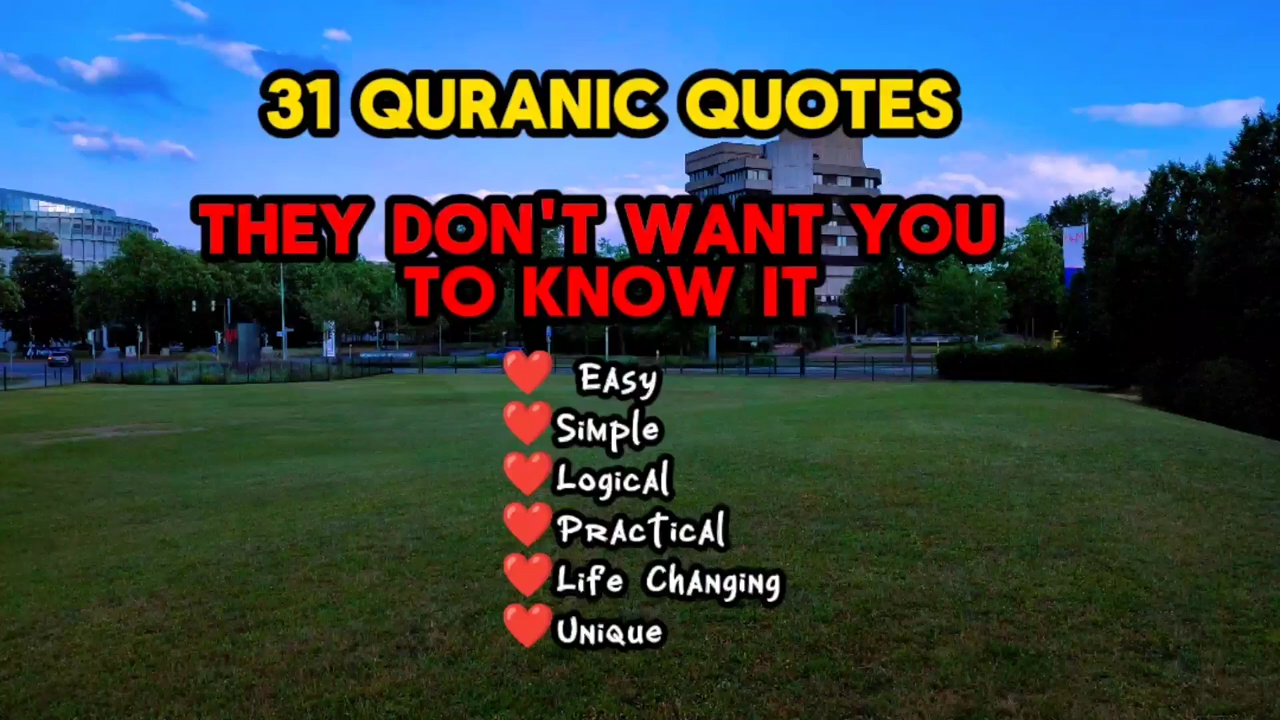 31 QURANIC QUOTES
THEY DON'T WANT YOU
TO KNOW IT
❤️ Easy
❤️ Simple
❤️ Logical
❤️ Practical
❤️ Life Changing
❤️ Unique